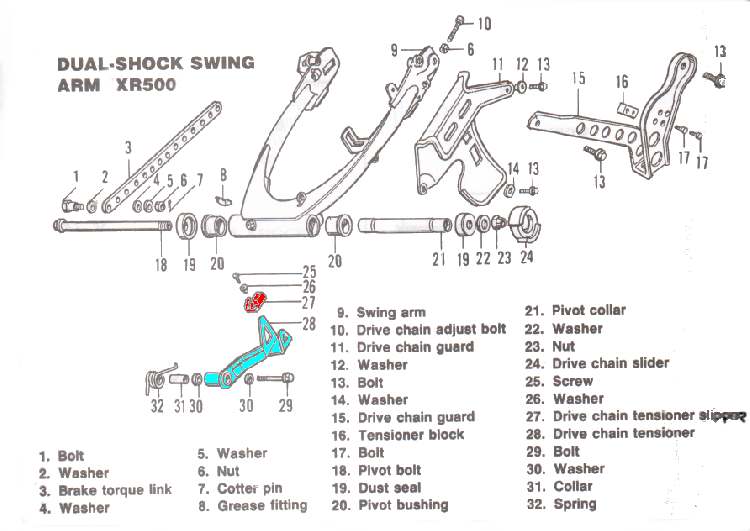 DUAL-SHOCK SWING
ARM XR500
10
9
6
11
12
13
13
15
16
17
17
13
14
13
1
2
3
4
5
6
7
8
18
19
20
20
21
19
22
23
24
25
26
27
28
32
31
30
30
29
1. Bolt
2. Washer
3. Brake torque link
4. Washer
5. Washer
6. Nut
7. Cotter pin
8. Grease fitting
9. Swing arm
10. Drive chain adjust bolt
11. Drive chain guard
12. Washer
13. Bolt
14. Washer
15. Drive chain guard
16. Tensioner block
17. Bolt
18. Pivot bolt
19. Dust seal
20. Pivot bushing
21. Pivot collar
22. Washer
23. Nut
24. Drive chain slider
25. Screw
26. Washer
27. Drive chain tensioner slipper
28. Drive chain tensioner
29. Bolt
30. Washer
31. Collar
32. Spring